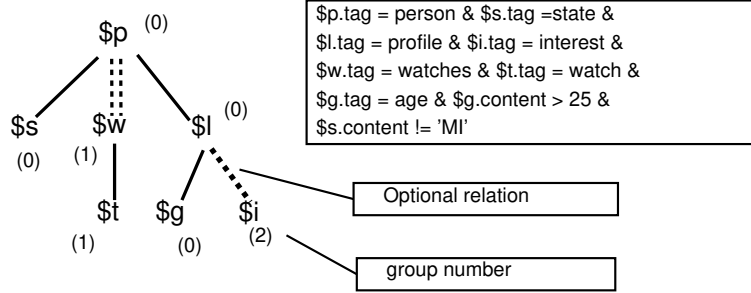 $p (0)
$p.tag = person & $s.tag =state &
$l.tag = profile & $i.tag = interest &
$w.tag = watches & $t.tag = watch &
$g.tag = age & $g.content > 25 &
$s.content != 'MI'
$s $w $l (0)
(0) (1)
Optional relation
$t $g $i
(1) (0) (2)
group number